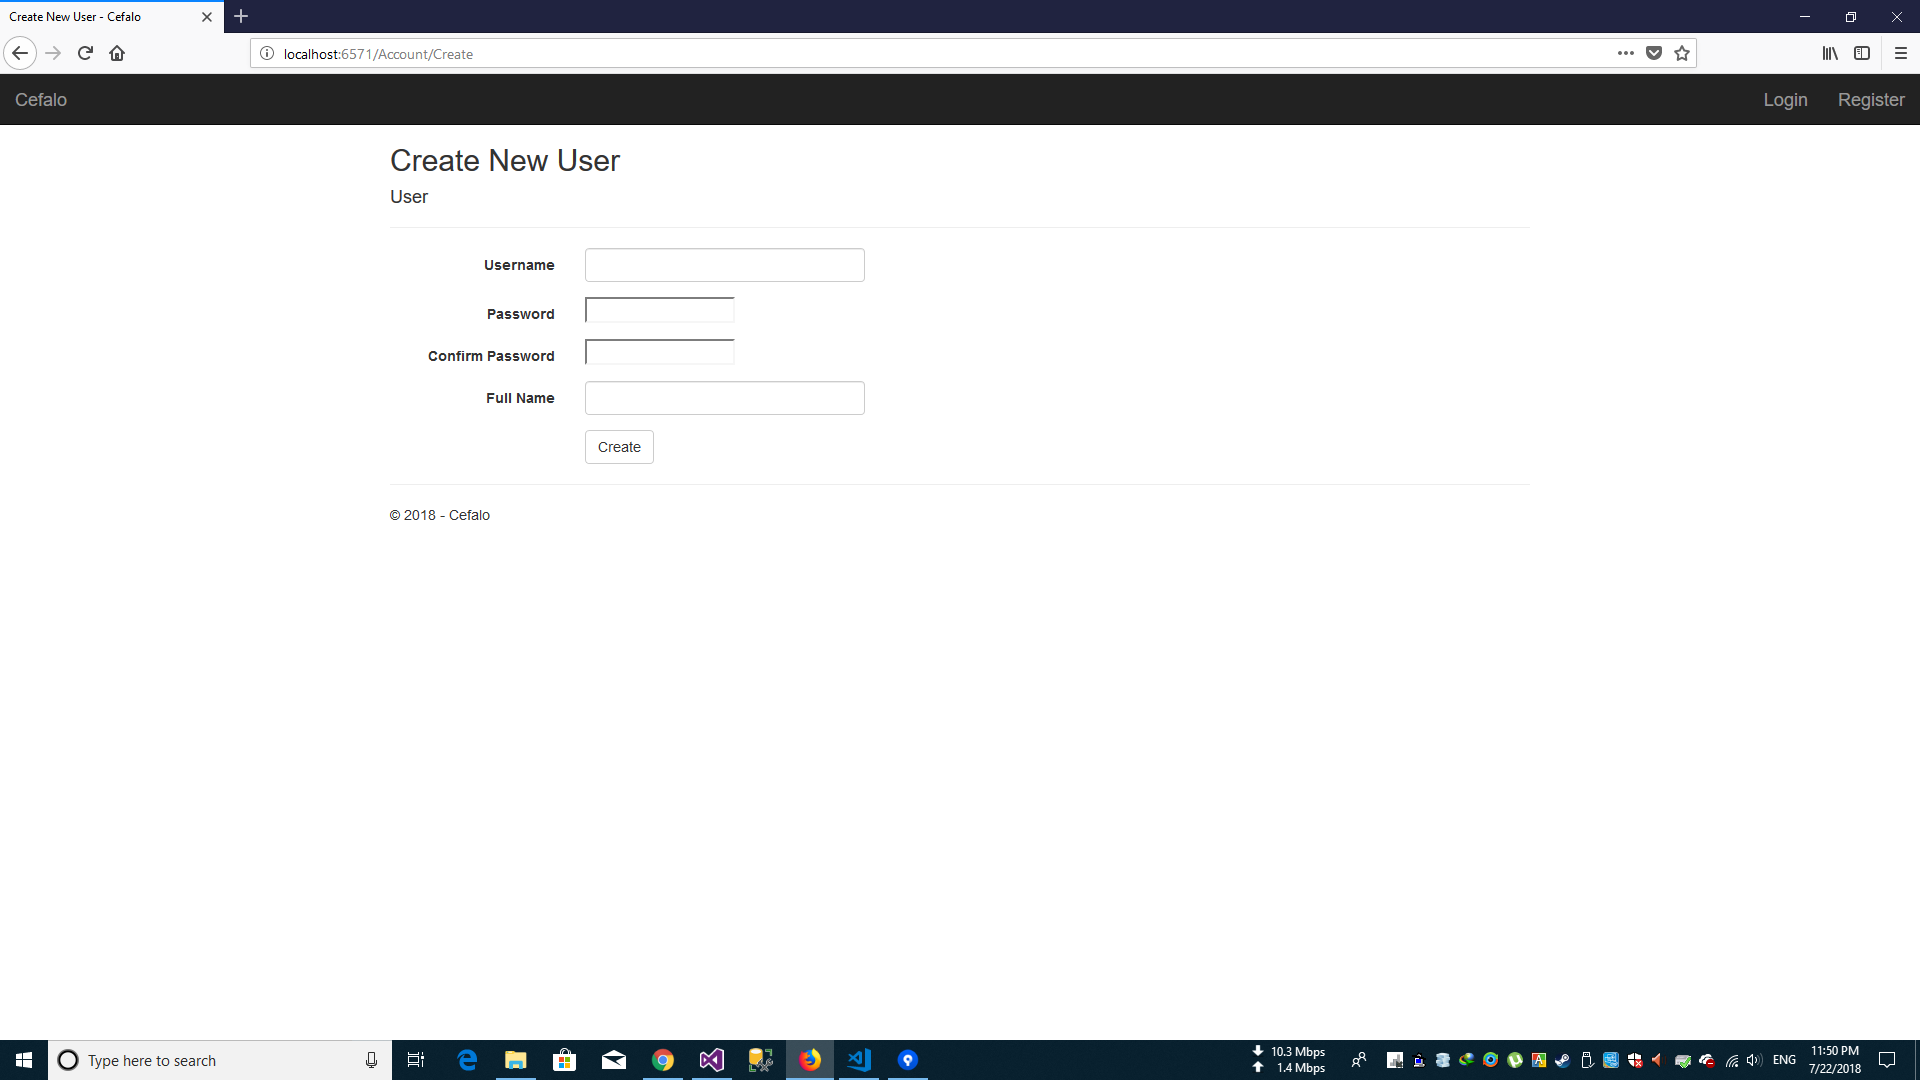 Create New User - Cefalo
localhost:6571/Account/Create
Cefalo
Login
Register
Create New User
User
Username
Password
Confirm Password
Full Name
Create
© 2018 - Cefalo
Type here to search
10.3 Mbps
1.4 Mbps
ENG
11:50 PM
7/22/2018